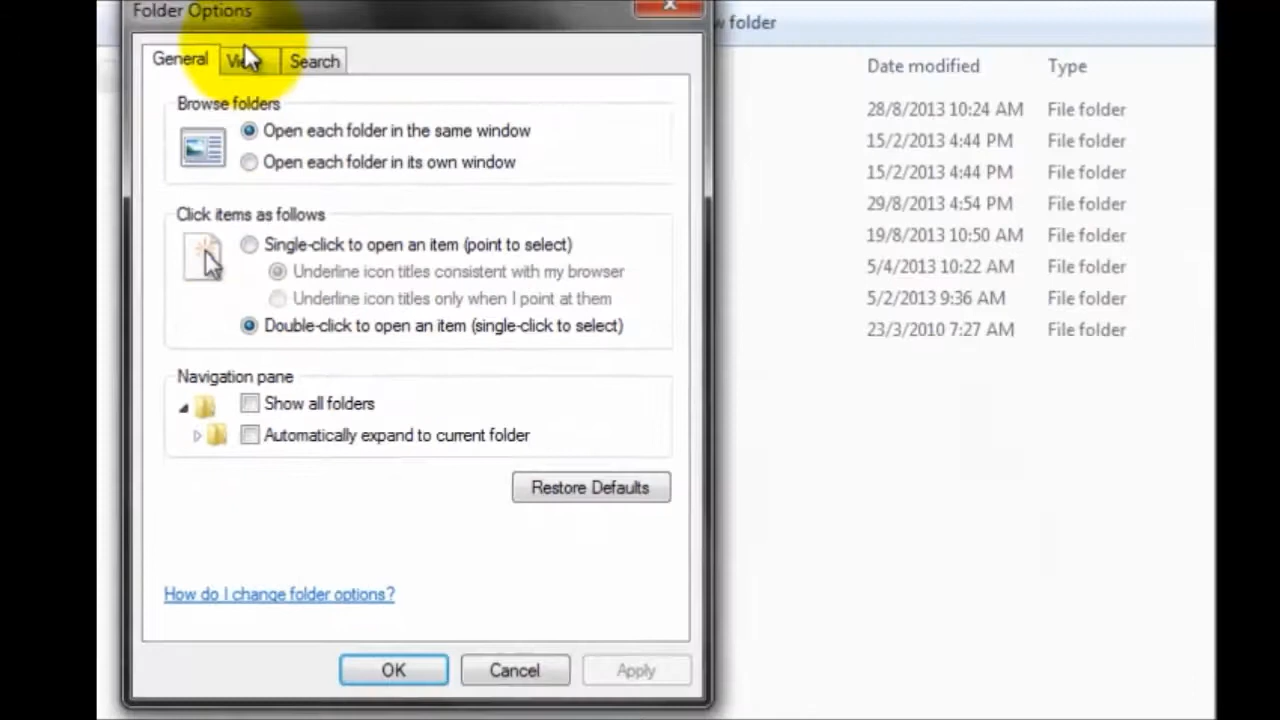 Folder Options
w folder
General Search
Browse folders
Open each folder in the same window
Open each folder in its own window
Click items as follows
Single-click to open an item (point to select)
Underline icon titles consistent with my browser
Underline icon titles only when I point at them
Double-click to open an item (single-click to select)
Navigation pane
Show all folders
Automatically expand to current folder
Restore Defaults
How do I change folder options?
OK Cancel Apply
Date modified Type
28/8/2013 10:24 AM File folder
15/2/2013 4:44 PM File folder
15/2/2013 4:44 PM File folder
29/8/2013 4:54 PM File folder
19/8/2013 10:50 AM File folder
5/4/2013 10:22 AM File folder
5/2/2013 9:36 AM File folder
23/3/2010 7:27 AM File folder